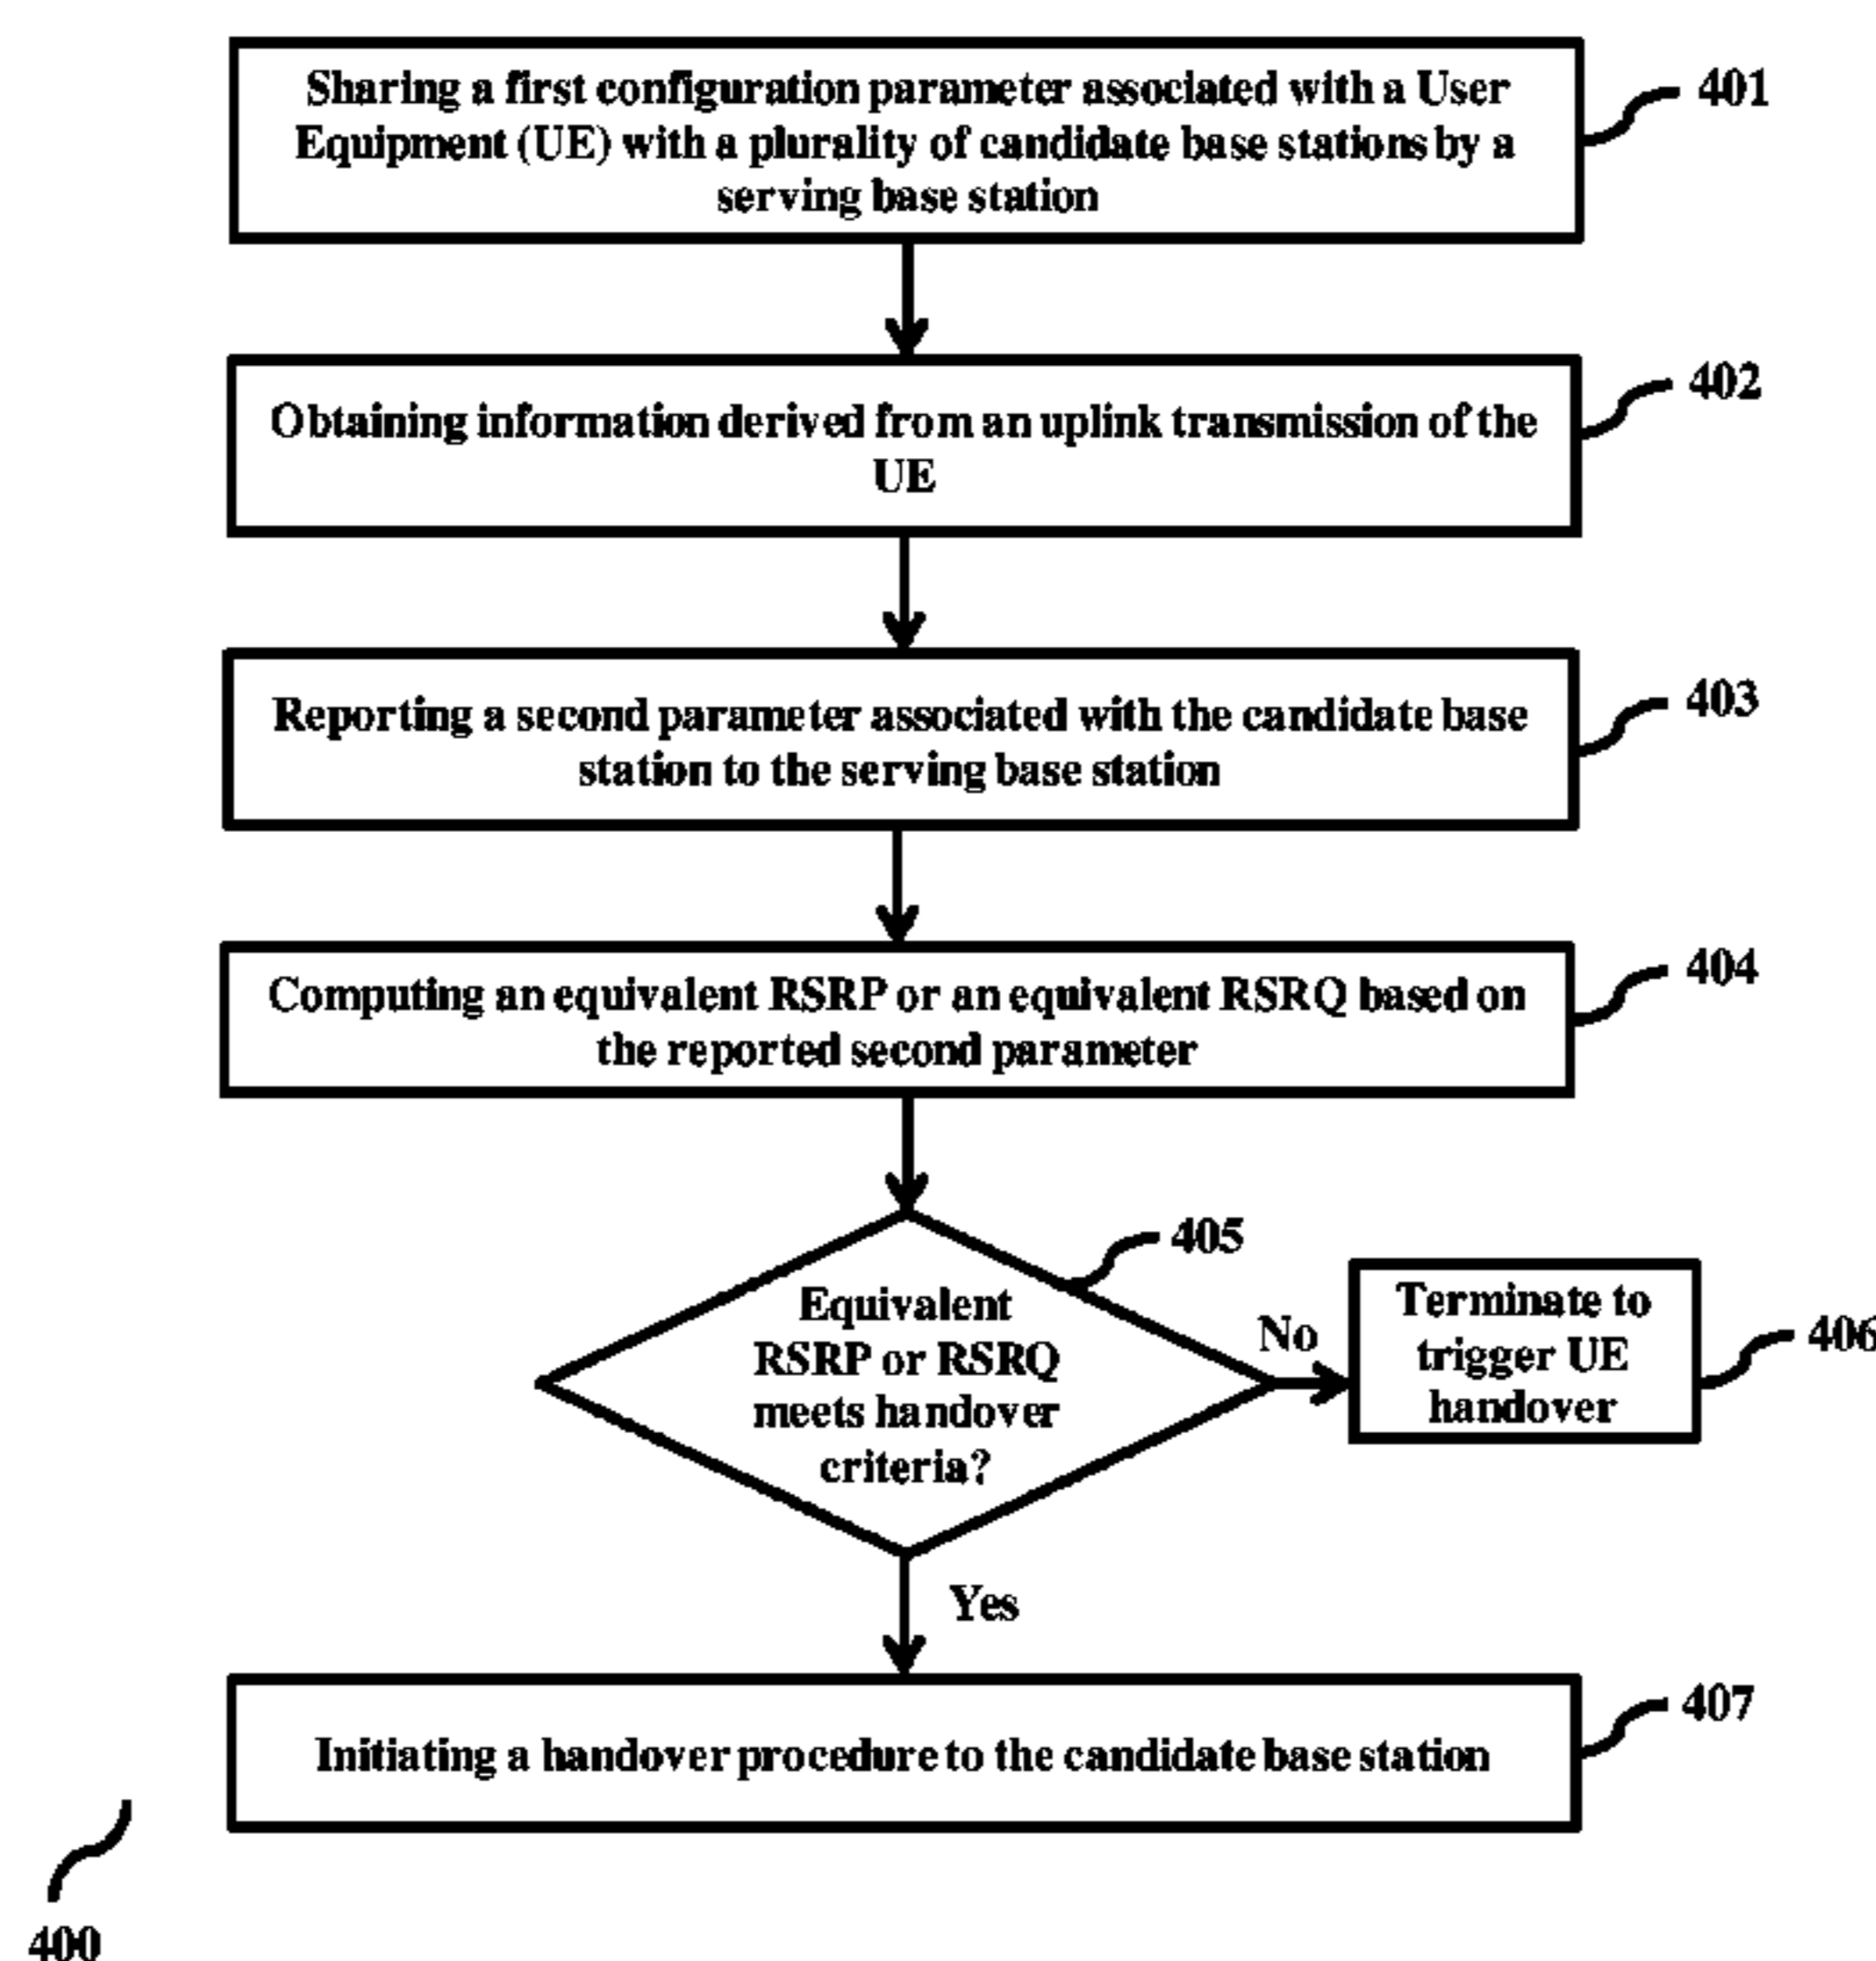 Sharing a first configuration parameter associated with a User
Equipment (UE) with a plurality of candidate base stations by a
serving base station
401
Obtaining information derived from an uplink transmission of the
UE
402
Reporting a second parameter associated with the candidate base
station to the serving base station
403
Computing an equivalent RSRP or an equivalent RSRQ based on
the reported second parameter
404
405
Equivalent
RSRP or RSRQ
meets handover
criteria?
No
Terminate to
trigger UE
handover
406
Yes
Initiating a handover procedure to the candidate base station
407
400